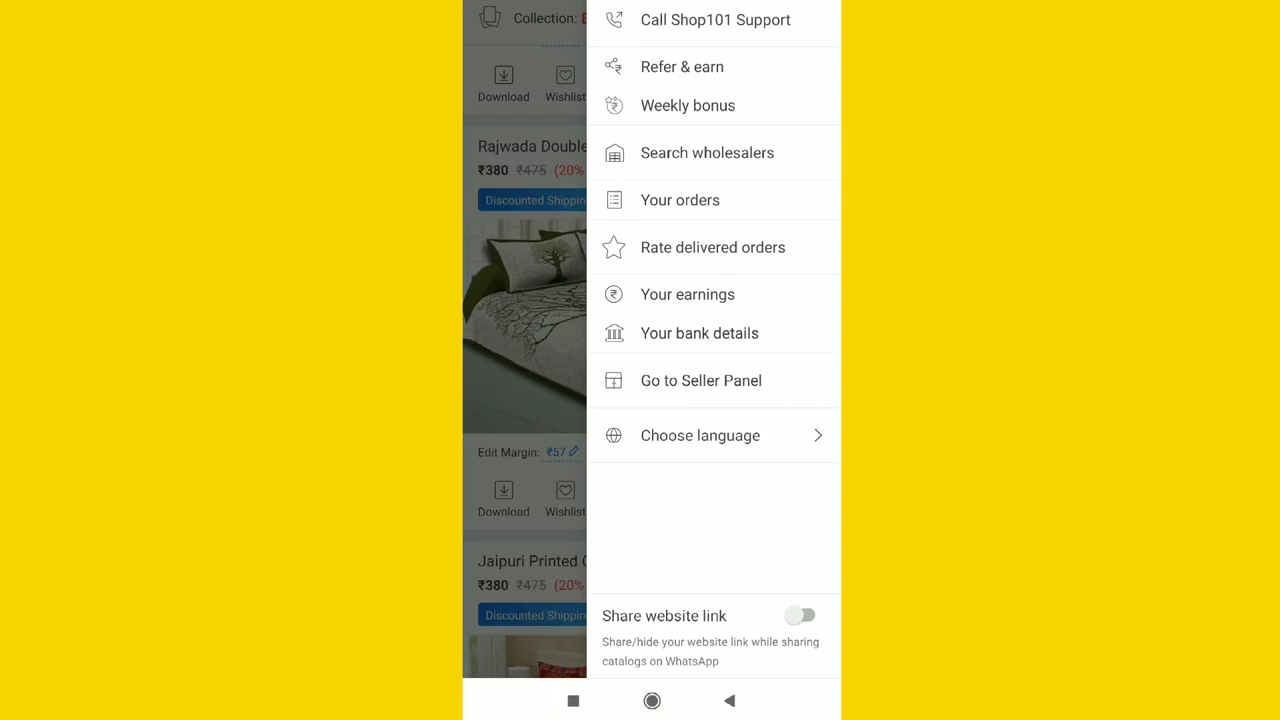 Collection:
Download
Wishlist
Rajwada Double
₹380 ₹475 (20%
Discounted Shippin
Edit Margin: ₹57
Download
Wishlist
Jaipuri Printed
₹380 ₹475 (20%
Discounted Shippin
Call Shop101 Support
Refer & earn
Weekly bonus
Search wholesalers
Your orders
Rate delivered orders
Your earnings
Your bank details
Go to Seller Panel
Choose language
Share website link
Share/hide your website link while sharing
catalogs on WhatsApp